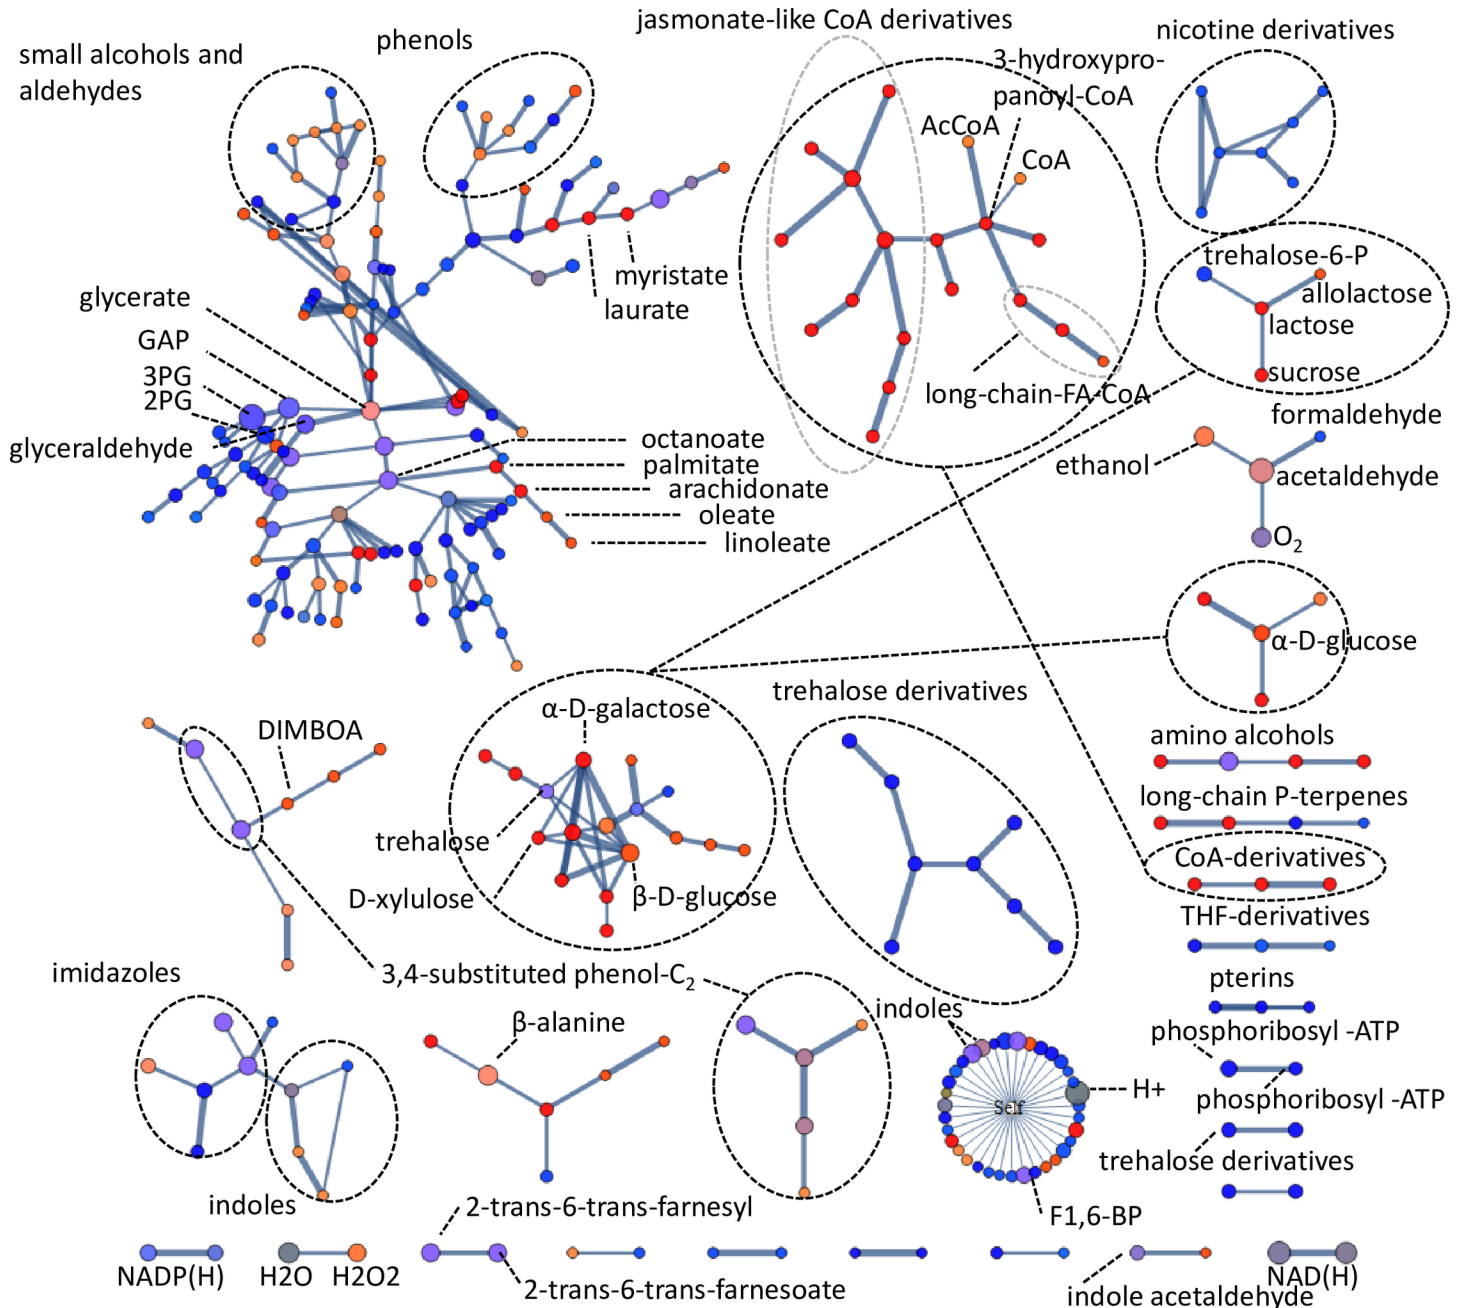 jasmonate-like CoA derivatives
small alcohols and
aldehydes
phenols
nicotine derivatives
3-hydroxypro-
panoyl-CoA
AcCoA
CoA
trehalose-6-P
allolactose
lactose
sucrose
myristate
laurate
glycerate
GAP
3PG
2PG
glyceraldehyde
long-chain-FA-CoA
formaldehyde
ethanol
acetaldehyde
O2
octanoate
palmitate
arachidonate
oleate
linoleate
α-D-glucose
trehalose derivatives
α-D-galactose
DIMBOA
trehalose
D-xylulose
β-D-glucose
amino alcohols
long-chain P-terpenes
CoA-derivatives
THF-derivatives
pterins
phosphoribosyl -ATP
phosphoribosyl -ATP
trehalose derivatives
imidazoles
3,4-substituted phenol-C2
indoles
β-alanine
Self
H+
F1,6-BP
indoles
2-trans-6-trans-farnesyl
2-trans-6-trans-farnesoate
NADP(H)
H2O
H2O2
indole acetaldehyde
NAD(H)